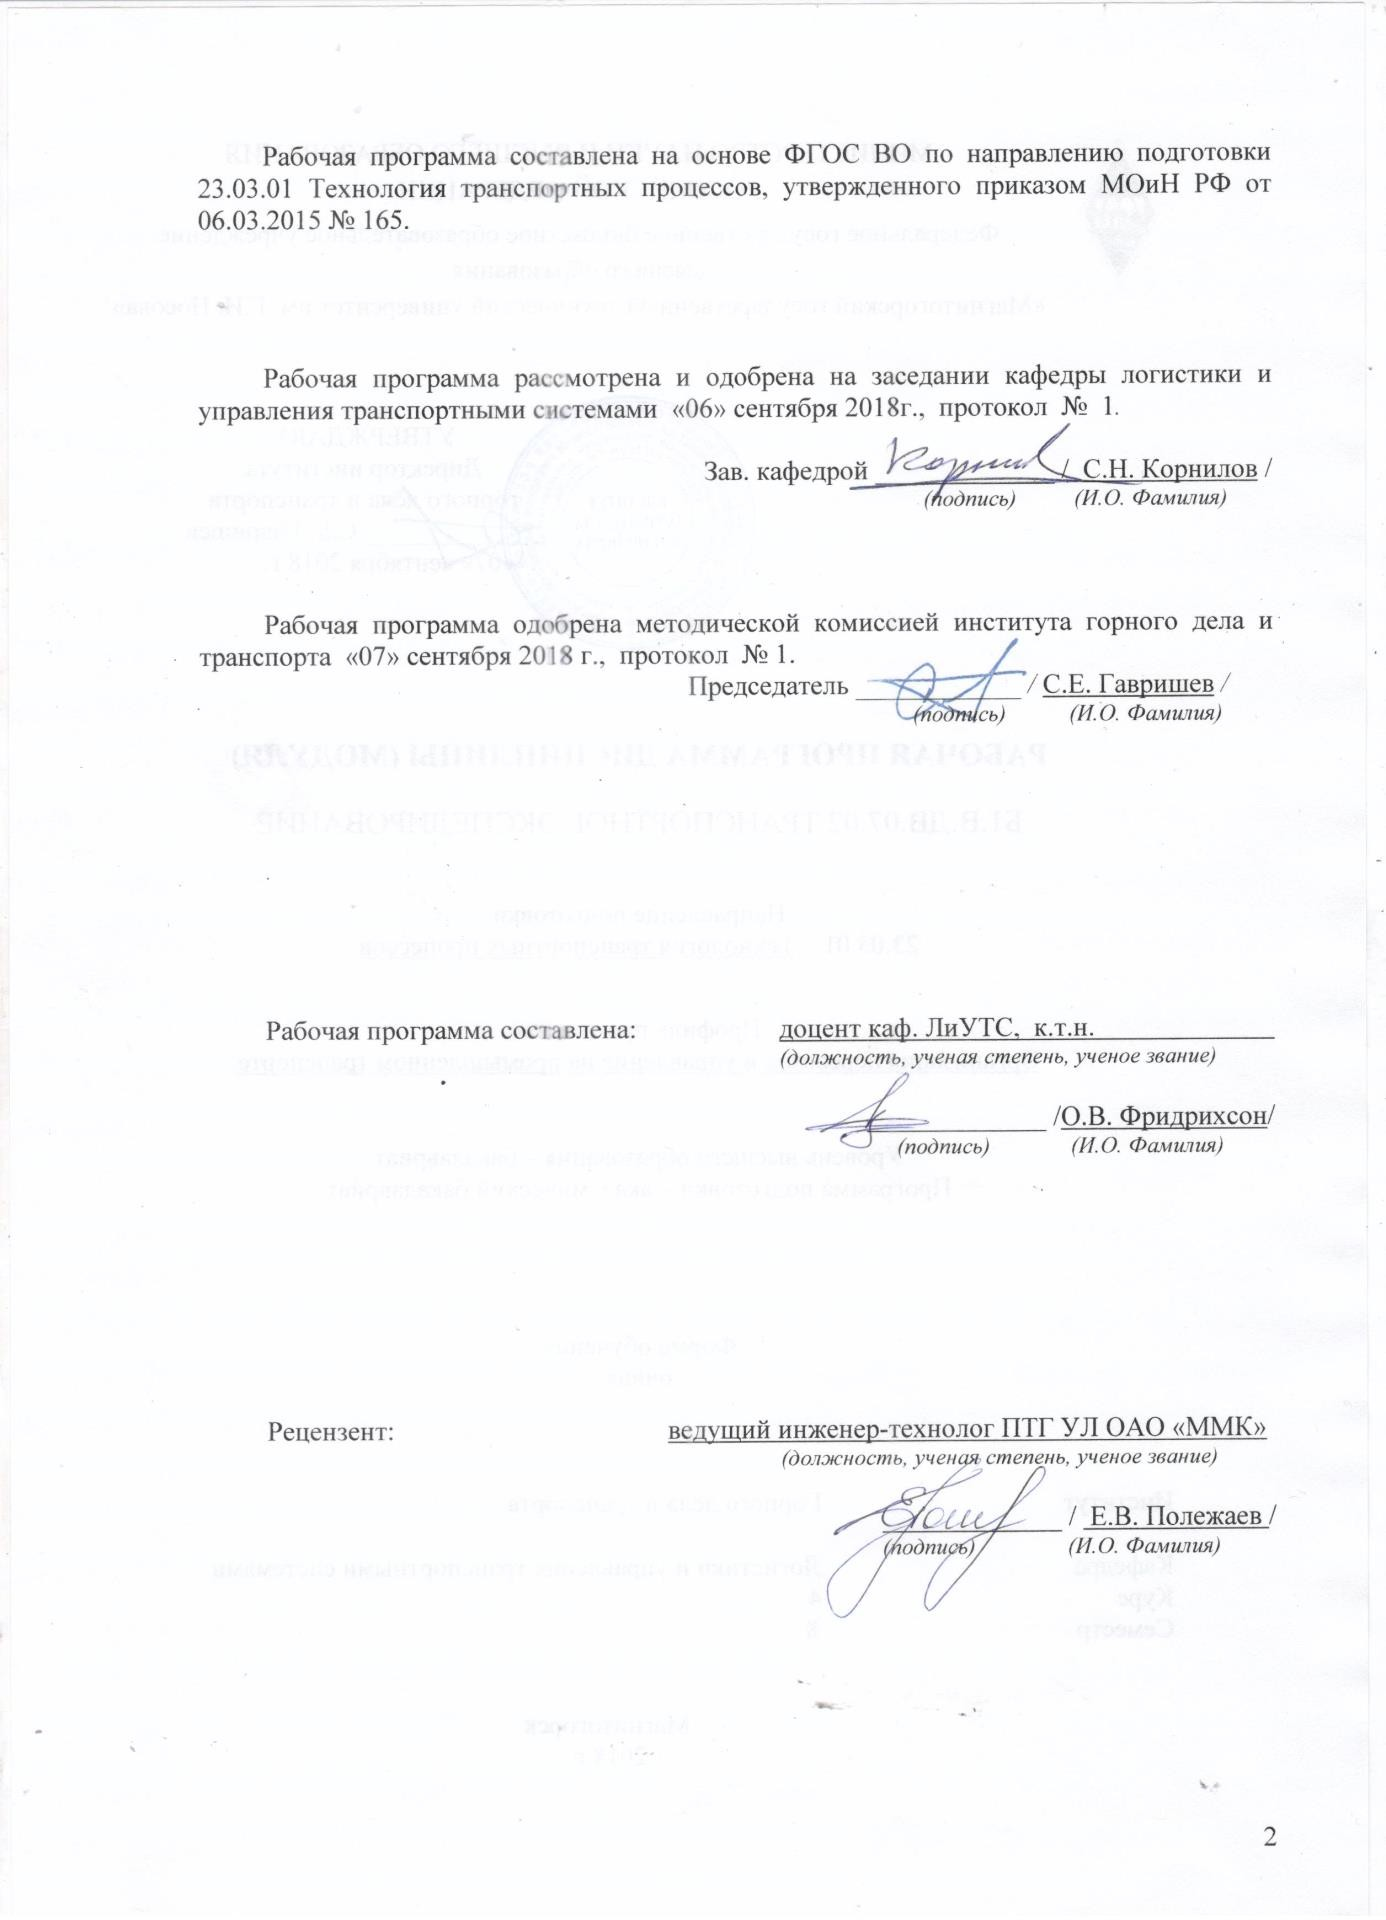 Рабочая программа составлена на основе ФГОС ВО по направлению подготовки
23.03.01 Технология транспортных процессов, утвержденного приказом МОиН РФ от
06.03.2015 № 165.
Рабочая программа рассмотрена и одобрена на заседании кафедры логистики и
управления транспортными системами «06» сентября 2018г., протокол № 1.
Зав. кафедрой ______________ / С.Н. Корнилов /
(подпись) (И.О. Фамилия)
Рабочая программа одобрена методической комиссией института горного дела и
транспорта «07» сентября 2018 г., протокол № 1.
Председатель ____________ / С.Е. Гавришев /
(подпись) (И.О. Фамилия)
Рабочая программа составлена: доцент каф. ЛиУТС, к.т.н.
(должность, ученая степень, ученое звание)
_____________ /О.В. Фридрихсон/
(подпись) (И.О. Фамилия)
Рецензент: ведущий инженер-технолог ПТГ УЛ ОАО «ММК»
(должность, ученая степень, ученое звание)
_____________ / Е.В. Полежаев /
(подпись) (И.О. Фамилия)
2